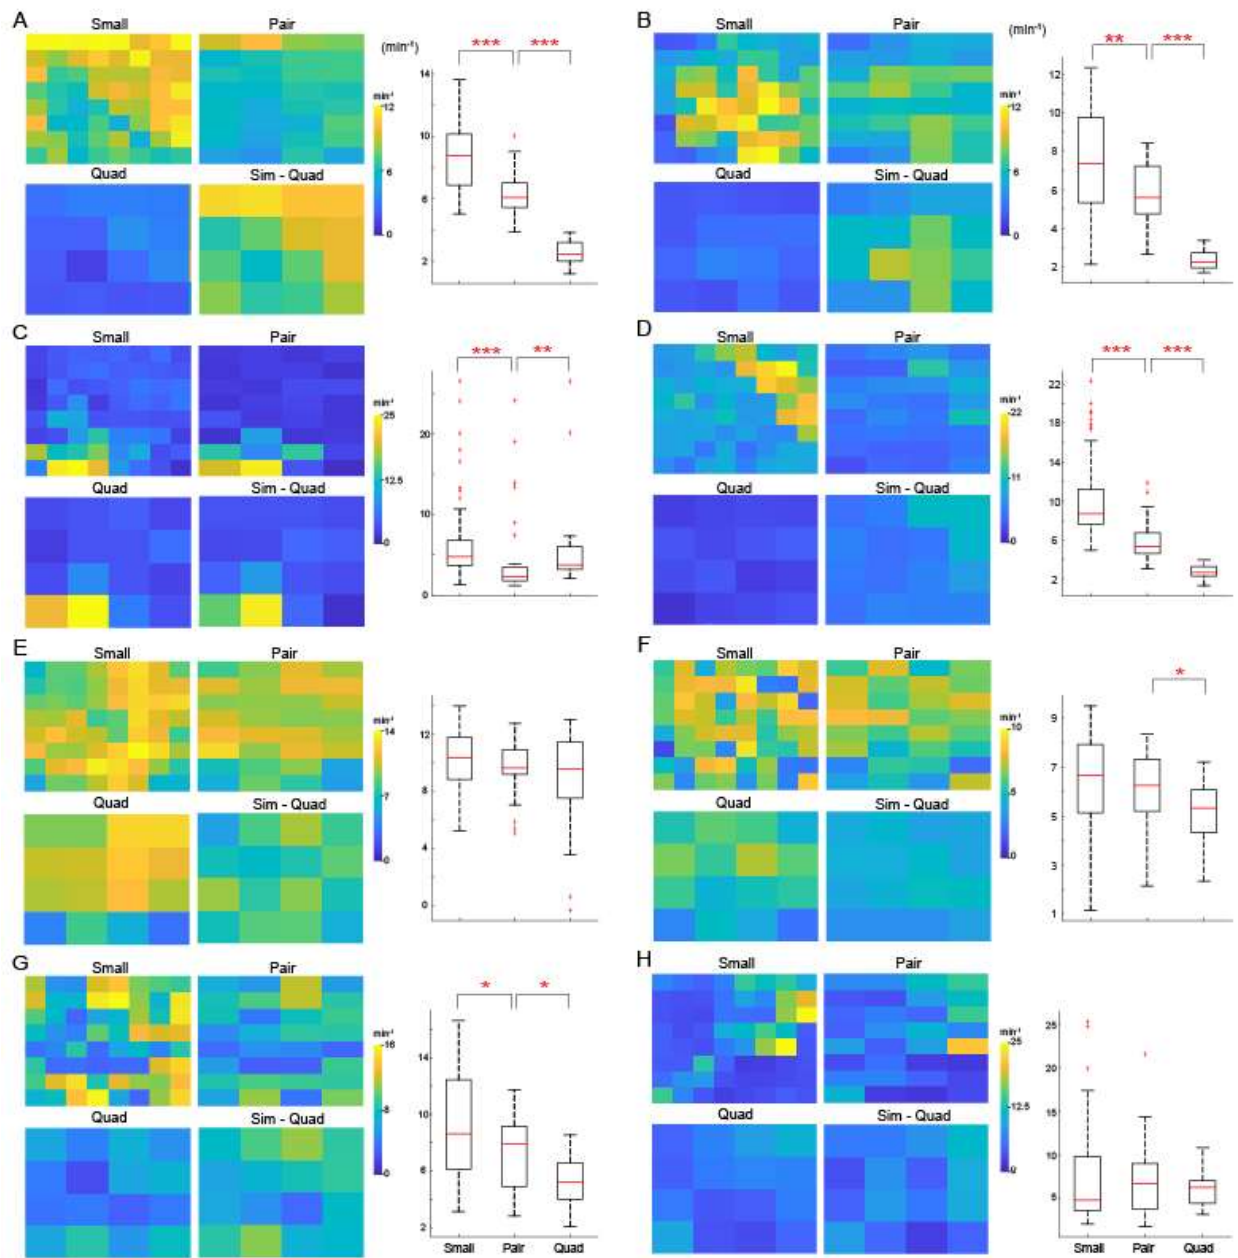 A
Small
Pair
(min⁻¹)
*** ***
min⁻¹
12
6
0
14
10
6
2
Quad
Sim - Quad
B
Small
Pair
(min⁻¹)
** ***
min⁻¹
12
6
0
12
10
8
6
4
2
Quad
Sim - Quad
C
Small
Pair
*** **
min⁻¹
25
12.5
0
20
10
0
Quad
Sim - Quad
D
Small
Pair
*** ***
min⁻¹
22
11
0
22
18
14
10
6
2
Quad
Sim - Quad
E
Small
Pair
min⁻¹
14
7
0
12
8
4
0
Quad
Sim - Quad
F
Small
Pair
*
min⁻¹
10
5
0
9
7
5
3
1
Quad
Sim - Quad
G
Small
Pair
* *
min⁻¹
16
8
0
14
10
6
2
Quad
Sim - Quad
Small Pair Quad
H
Small
Pair
min⁻¹
25
12.5
0
25
20
15
10
5
Quad
Sim - Quad
Small Pair Quad